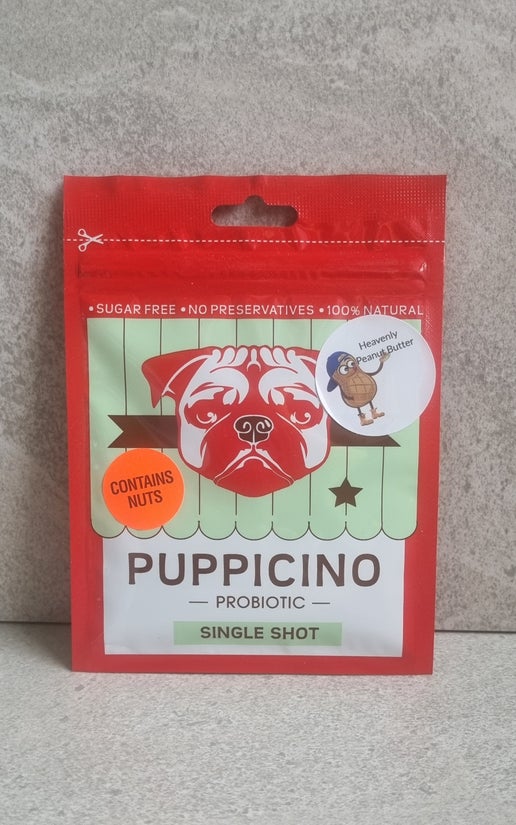 •SUGAR FREE •NO PRESERVATIVES •100% NATURAL
Heavenly
Peanut Butter
CONTAINS
NUTS
PUPPICINO
— PROBIOTIC —
SINGLE SHOT